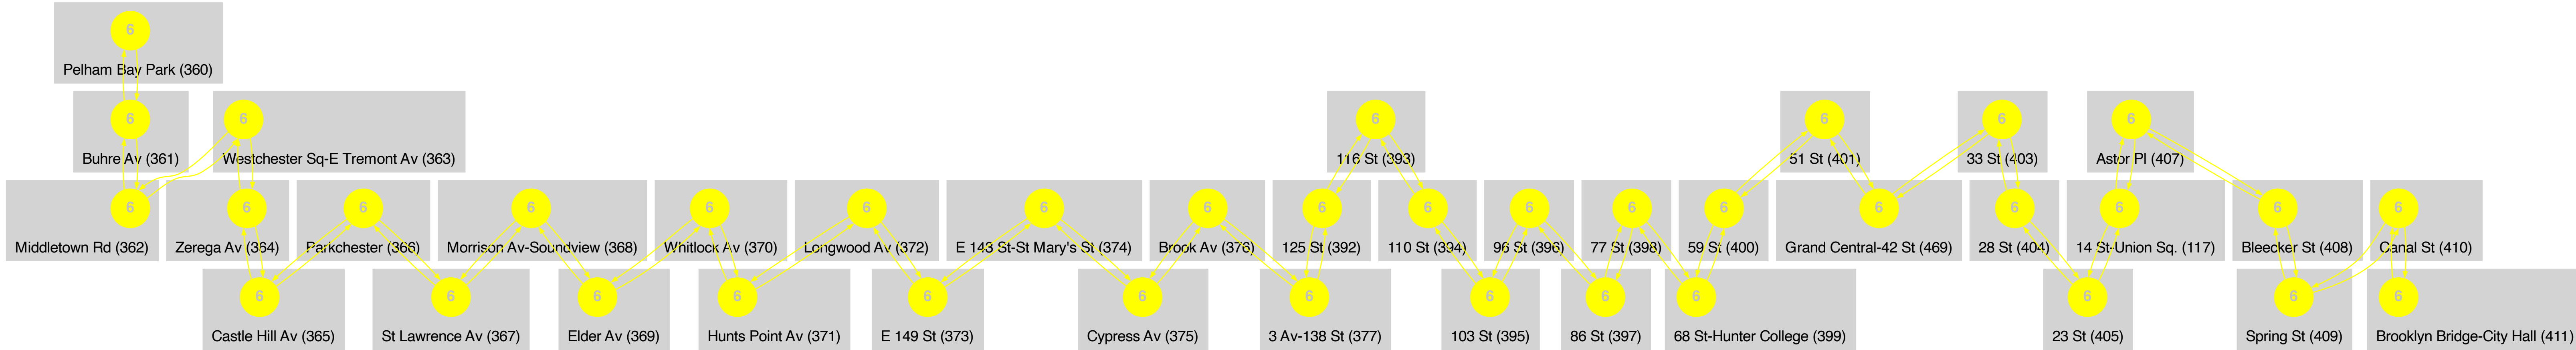 6
Pelham Bay Park (360)
6
Buhre Av (361)
6
Westchester Sq-E Tremont Av (363)
6
116 St (393)
6
51 St (401)
6
33 St (403)
6
Astor Pl (407)
6
Middletown Rd (362)
6
Zerega Av (364)
6
Parkchester (366)
6
Morrison Av-Soundview (368)
6
Whitlock Av (370)
6
Longwood Av (372)
6
E 143 St-St Mary's St (374)
6
Brook Av (376)
6
125 St (392)
6
110 St (394)
6
96 St (396)
6
77 St (398)
6
59 St (400)
6
Grand Central-42 St (469)
6
28 St (404)
6
14 St-Union Sq. (117)
6
Bleecker St (408)
6
Canal St (410)
6
Castle Hill Av (365)
6
St Lawrence Av (367)
6
Elder Av (369)
6
Hunts Point Av (371)
6
E 149 St (373)
6
Cypress Av (375)
6
3 Av-138 St (377)
6
103 St (395)
6
86 St (397)
6
68 St-Hunter College (399)
6
23 St (405)
6
Spring St (409)
6
Brooklyn Bridge-City Hall (411)